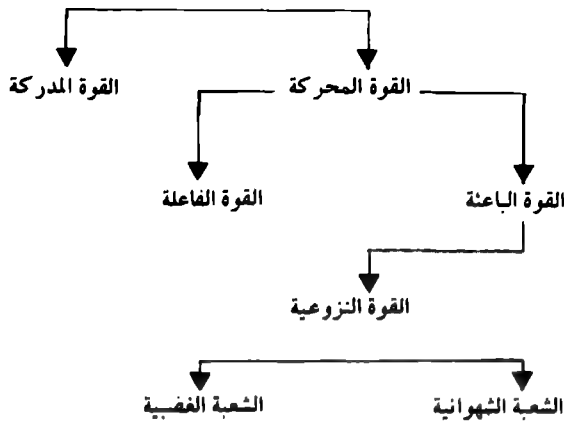 القوة المحركة القوة المدركة
القوة الباعثة القوة الفاعلة
القوة النزوعية
الشعبة الشهوانية الشعبة الغضبية